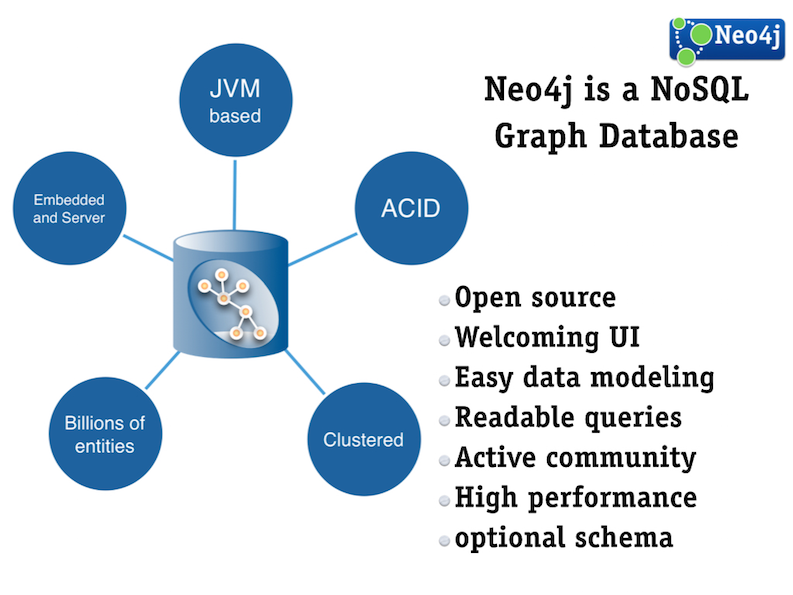 Neo4j
Neo4j is a NoSQL
Graph Database
JVM
based
Embedded
and Server
ACID
Billions of
entities
Clustered
Open source
Welcoming UI
Easy data modeling
Readable queries
Active community
High performance
optional schema